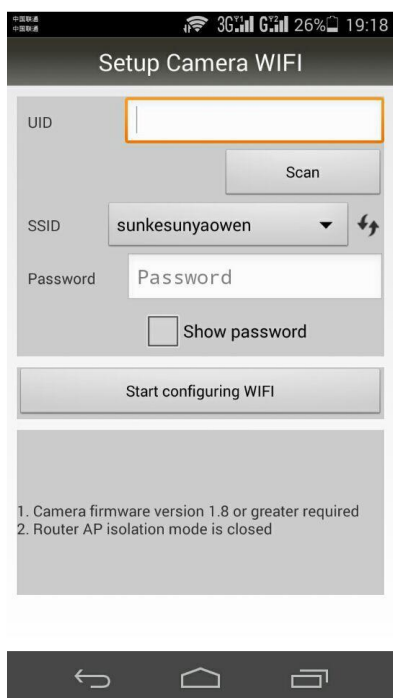 中国联通
中国联通
3G 6 26% 19:18
Setup Camera WIFI
UID
Scan
SSID sunkesunyaowen
Password Password
Show password
Start configuring WIFI
1. Camera firmware version 1.8 or greater required
2. Router AP isolation mode is closed